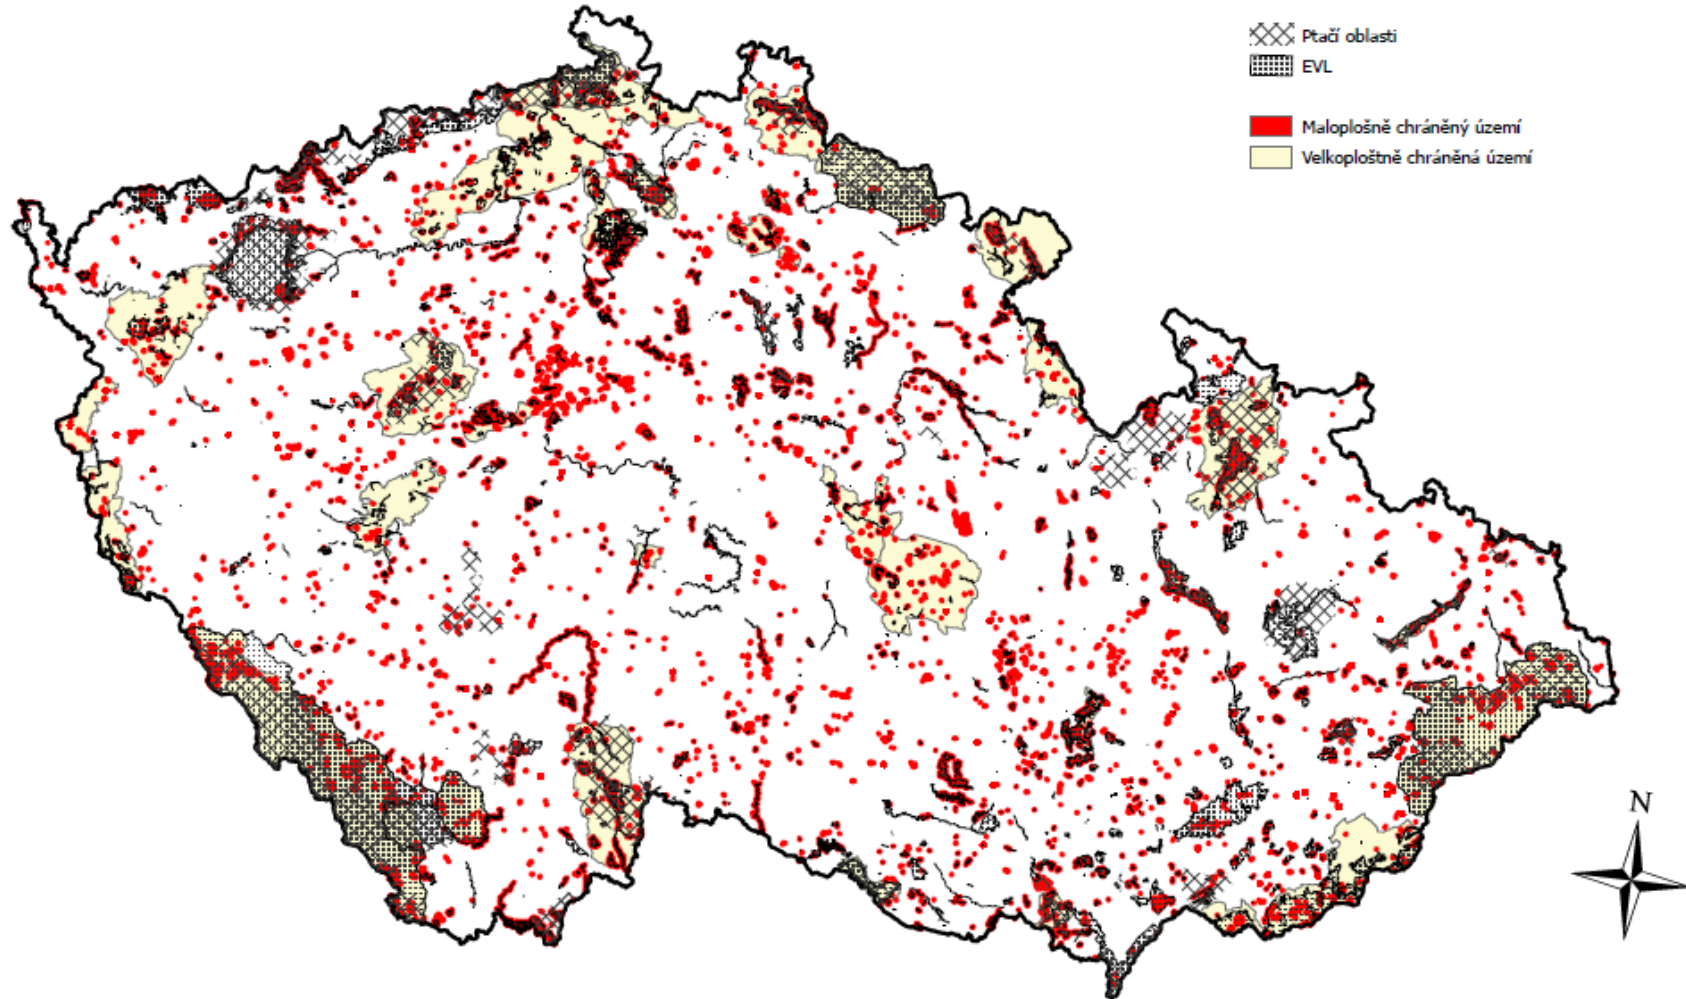 Ptačí oblasti
EVL
Maloplošně chráněný území
Velkoploštně chráněná území
N